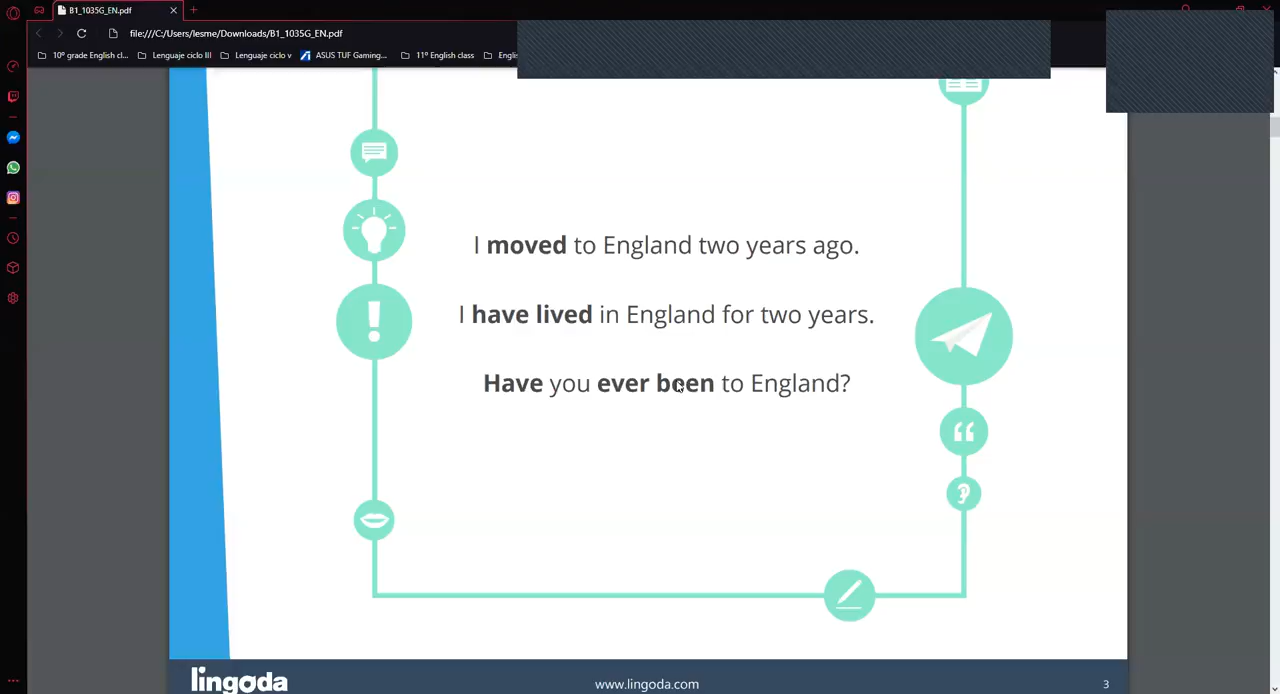 B1_1035G_EN.pdf
file:///C:/Users/lesme/Downloads/B1_1035G_EN.pdf
10º grade English cl...
Lenguaje ciclo III
Lenguaje ciclo v
ASUS TUF Gaming...
11º English class
Englis
I moved to England two years ago.
I have lived in England for two years.
Have you ever been to England?
lingoda
www.lingoda.com
3